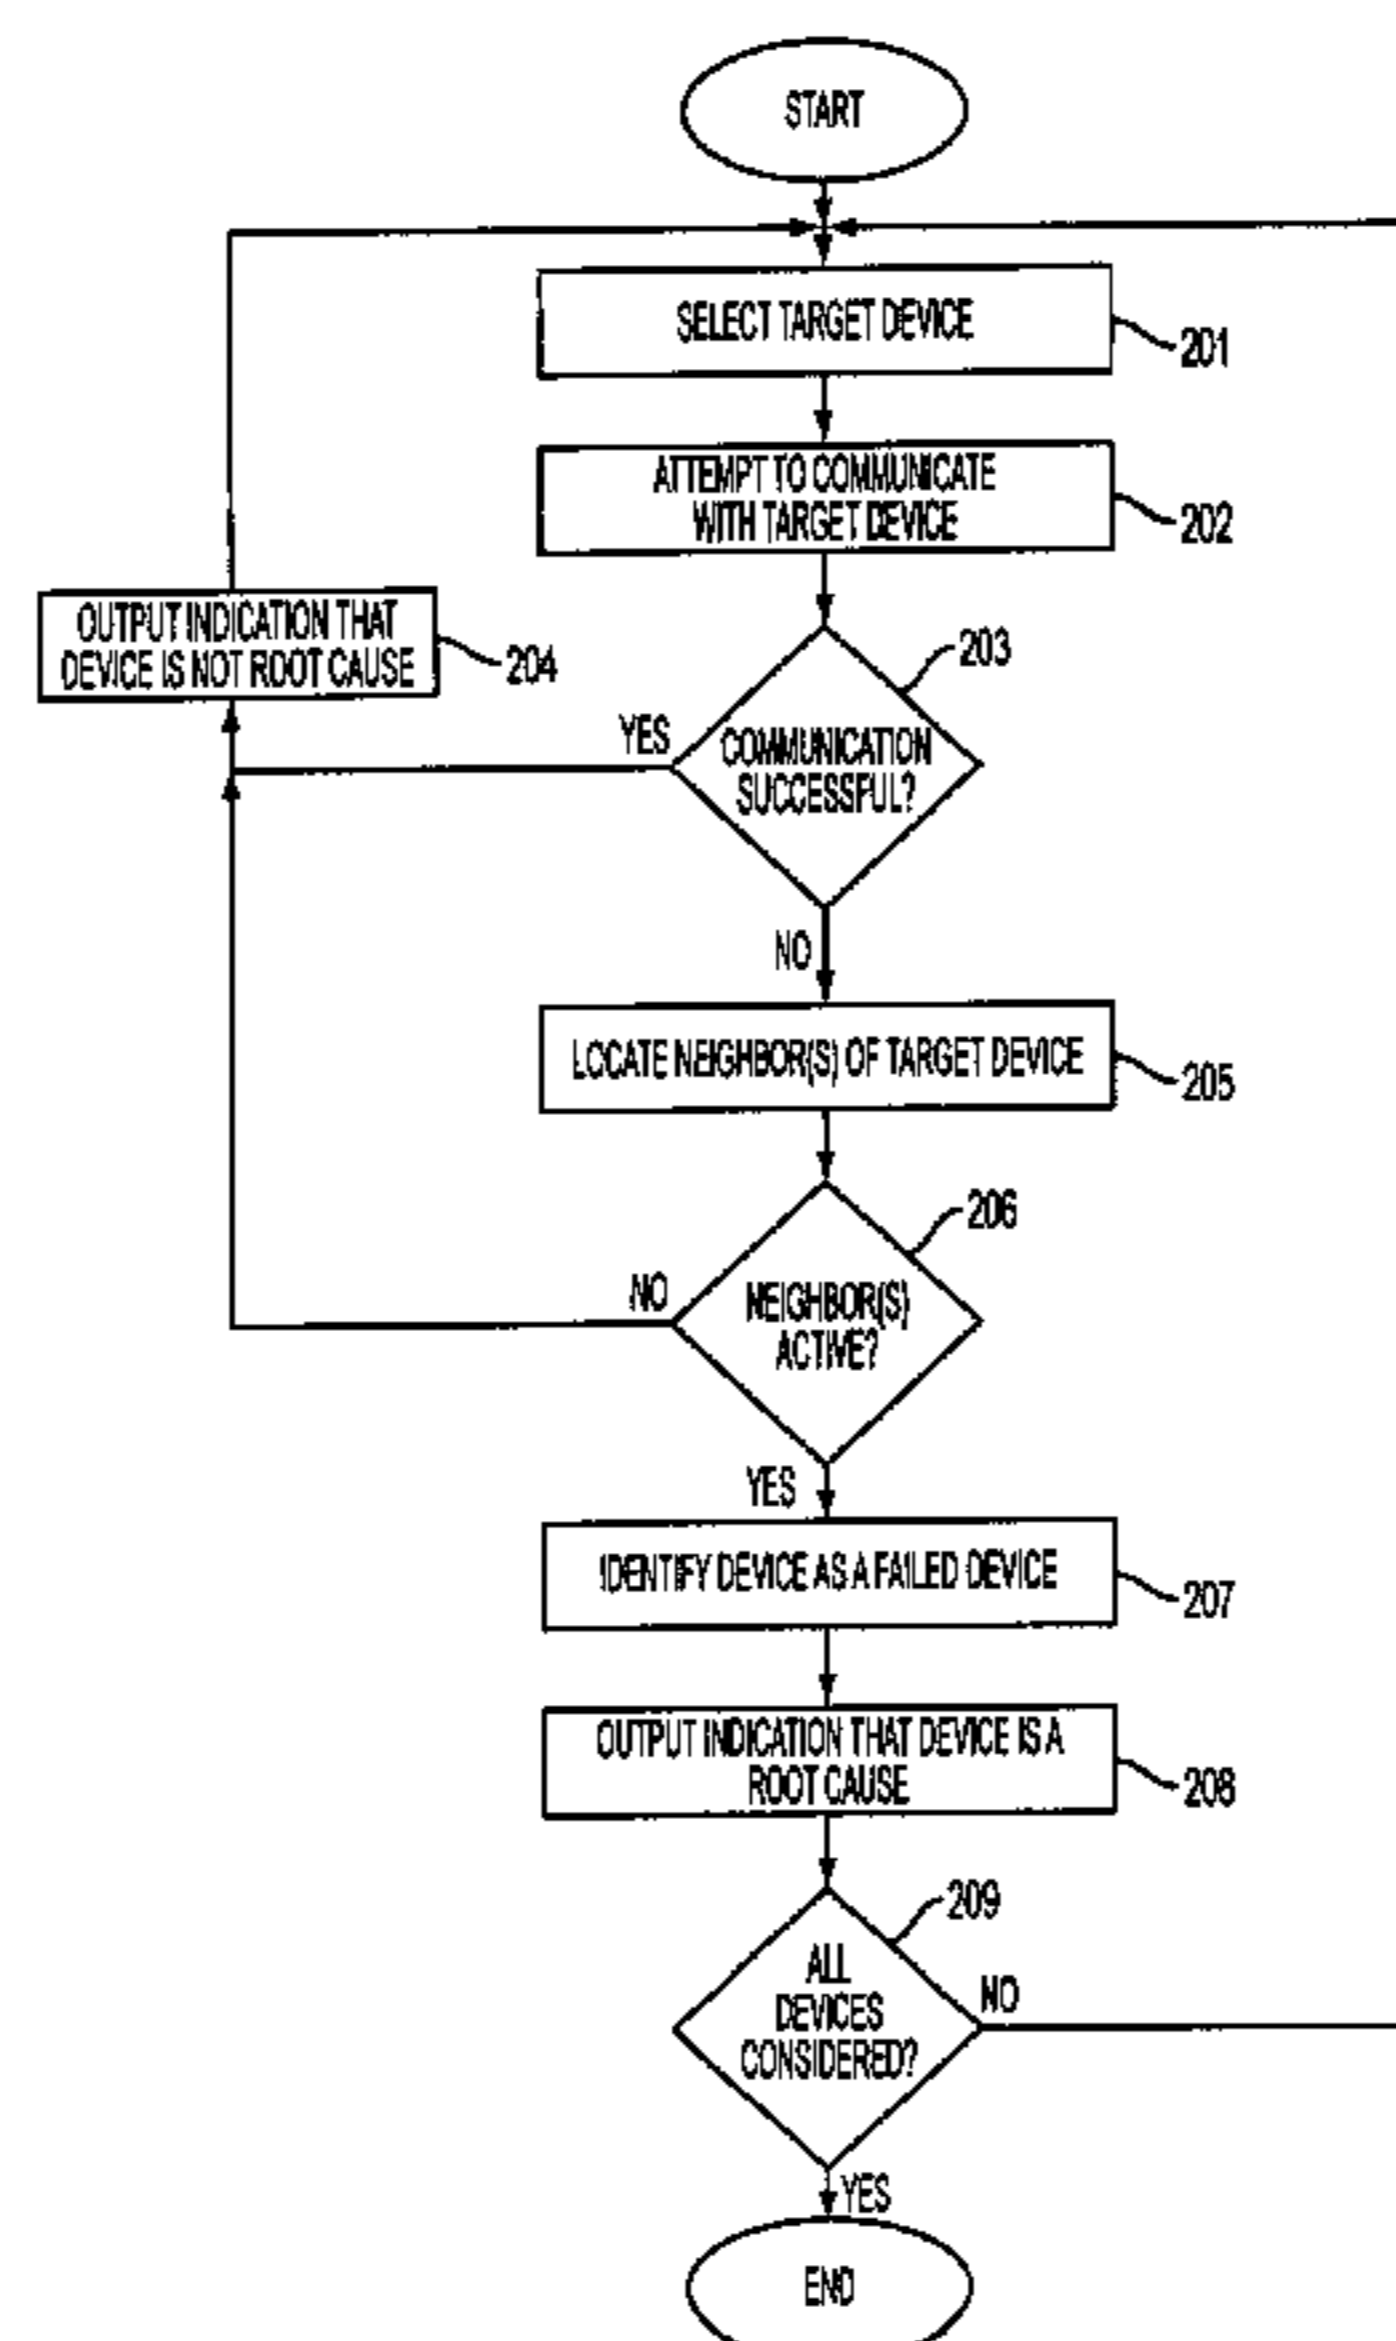 START
SELECT TARGET DEVICE
201
ATTEMPT TO COMMUNICATE
WITH TARGET DEVICE
202
OUTPUT INDICATION THAT
DEVICE IS NOT ROOT CAUSE
204
203
YES
COMMUNICATION
SUCCESSFUL?
NO
LOCATE NEIGHBOR(S) OF TARGET DEVICE
205
206
NO
NEIGHBOR(S)
ACTIVE?
YES
IDENTIFY DEVICE AS A FAILED DEVICE
207
OUTPUT INDICATION THAT DEVICE IS A
ROOT CAUSE
208
209
ALL
DEVICES
CONSIDERED?
NO
YES
END